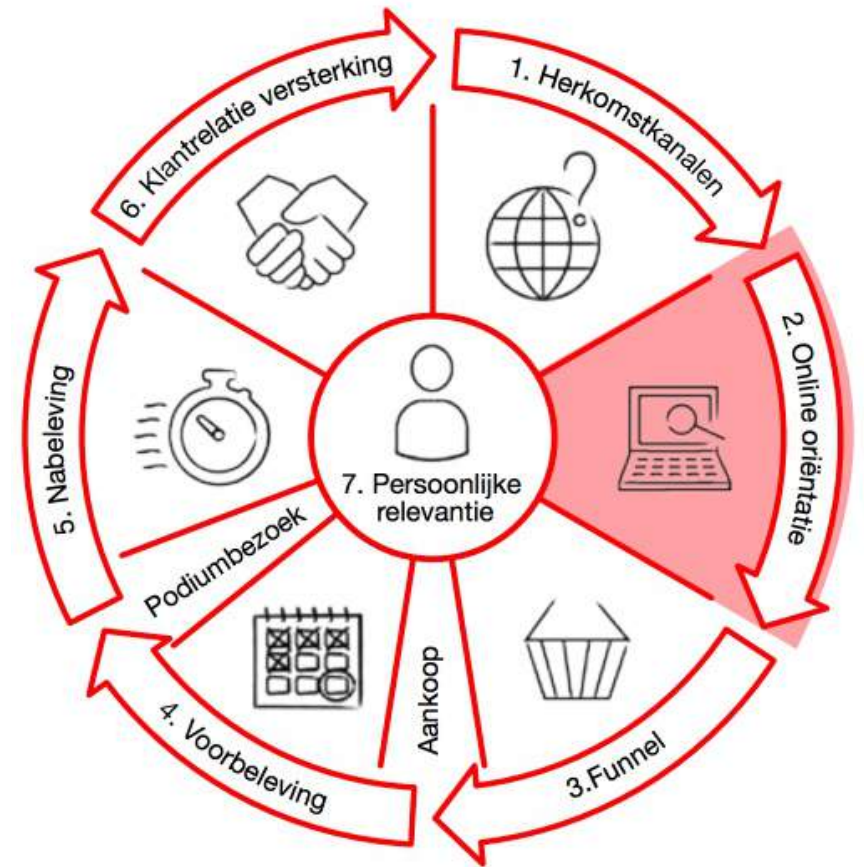 1. Herkomstkanalen
2. Online oriëntatie
3.Funnel
Aankoop
4. Voorbeleving
Podiumbezoek
5. Nabeleving
6. Klantrelatie versterking
7. Persoonlijke
relevantie